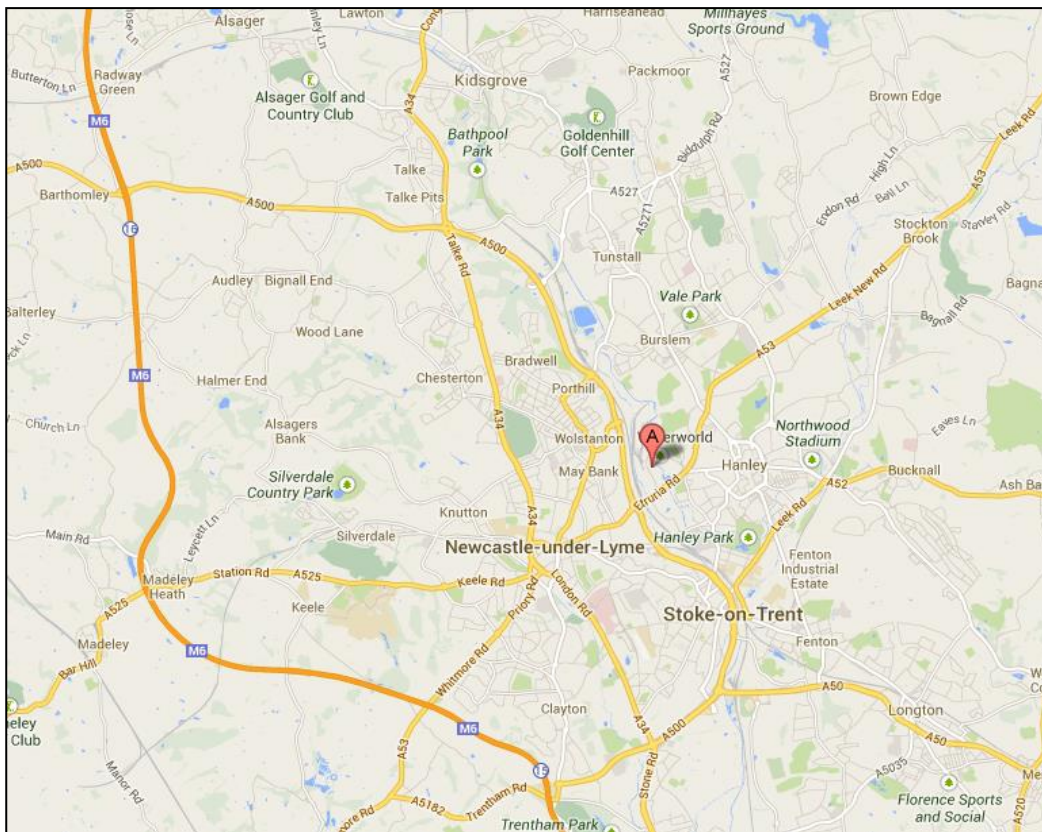 Alsager
Lawton
Harriseahead
Millhayes
Sports Ground
Butterton Ln
Radway
Green
Alsager Golf and
Country Club
A34
Kidsgrove
Packmoor
A527
Brown Edge
Leek Rd
M6
Bathpool
Park
Goldenhill
Golf Center
Biddulph Rd
High Ln
A53
A500
Talke
Bail Ln
Barthomley
Talke Pits
A527
A5271
Endon Rd
Stanley Rd
A500
16
Talke Rd
A500
Tunstall
Stockton
Brook
Audley
Bignall End
Vale Park
Leek New Rd
Bagnall Rd
Balterley
Wood Lane
Burslem
A53
Bradwell
M6
Halmer End
Chesterton
Porthill
A34
Church Ln
Alsagers
Bank
Wolstanton
A
Northwood
Stadium
Eaves Ln
Silverdale
Country Park
May Bank
Hanley
Bucknall
A52
Etruria Rd
Leek Rd
Knutton
A34
Main Rd
Leycett Ln
Silverdale
Newcastle-under-Lyme
Hanley Park
Fenton
Industrial
Estate
Madeley
Heath
Station Rd
A525
Keele Rd
Priory Rd
London Rd
A525
Keele
Stoke-on-Trent
Madeley
Fenton
M6
Bar Hill
Whitmore Rd
A50
Clayton
Longton
Club
M6
A34
A500
A50
A53
15
A5035
Manor Rd
Trentham Rd
Stone Rd
A5182
Florence Sports
and Social
A520
Trentham Park